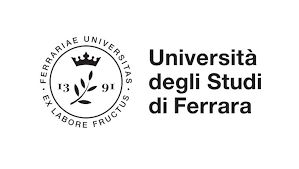 FERRARIAE UNIVERSITAS
13 91
EX LABORE FRUCTUS
Università
degli Studi
di Ferrara